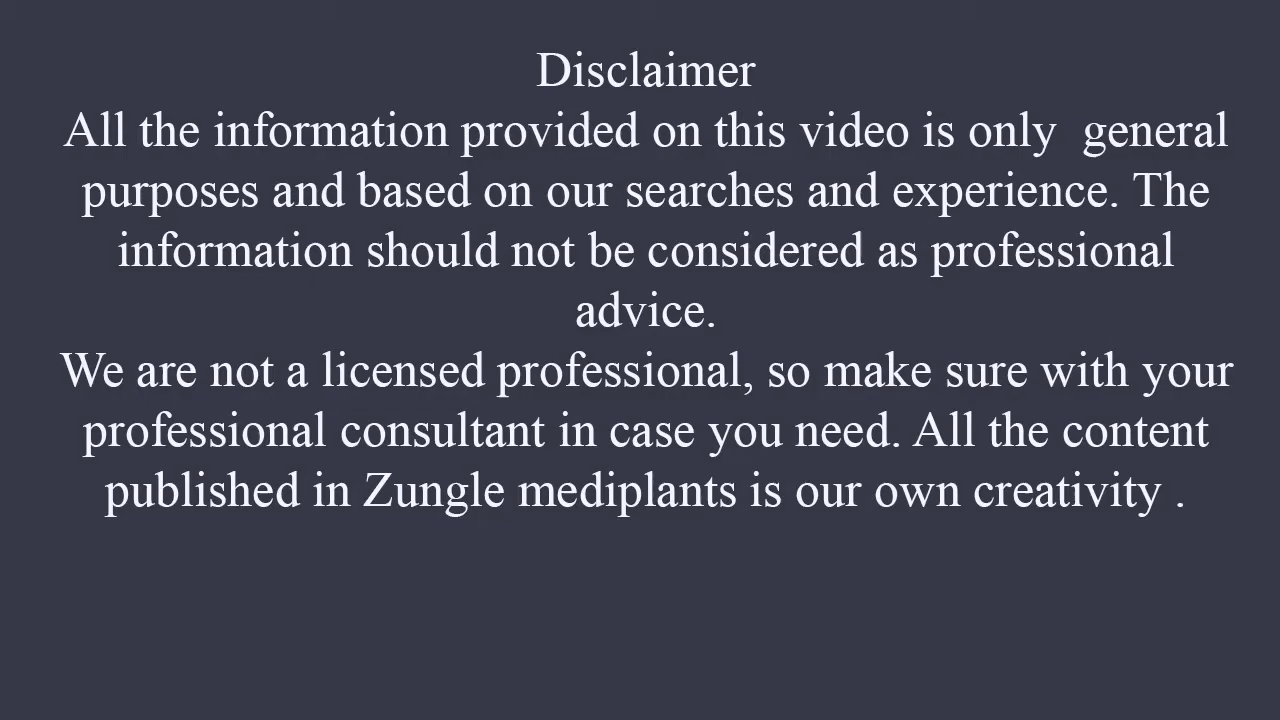 Disclaimer
All the information provided on this video is only  general
purposes and based on our searches and experience. The
information should not be considered as professional
advice.
We are not a licensed professional, so make sure with your
professional consultant in case you need. All the content
published in Zungle mediplants is our own creativity .